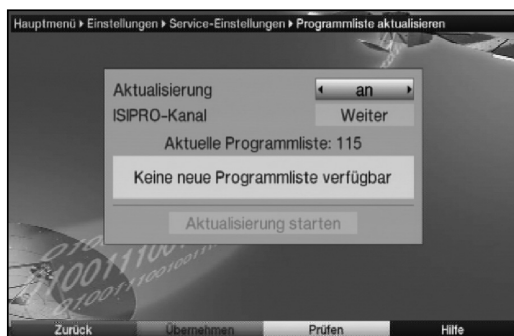 Hauptmenü ▸ Einstellungen ▸ Service-Einstellungen ▸ Programmliste aktualisieren
Aktualisierung ◂ an ▸
ISIPRO-Kanal Weiter
Aktuelle Programmliste: 115
Keine neue Programmliste verfügbar
Aktualisierung starten
Zurück Übernehmen Prüfen Hilfe